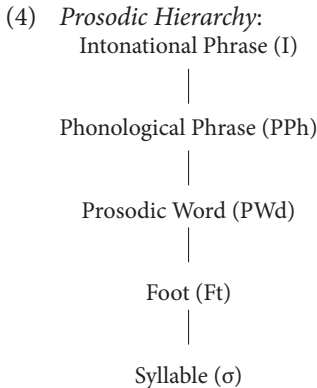 (4) Prosodic Hierarchy:
Intonational Phrase (I)
Phonological Phrase (PPh)
Prosodic Word (PWd)
Foot (Ft)
Syllable (σ)